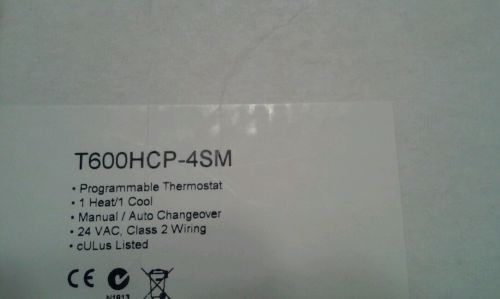 T600HCP-4SM
• Programmable Thermostat
• 1 Heat/1 Cool
• Manual / Auto Changeover
• 24 VAC, Class 2 Wiring
• cULus Listed
CE
N1813